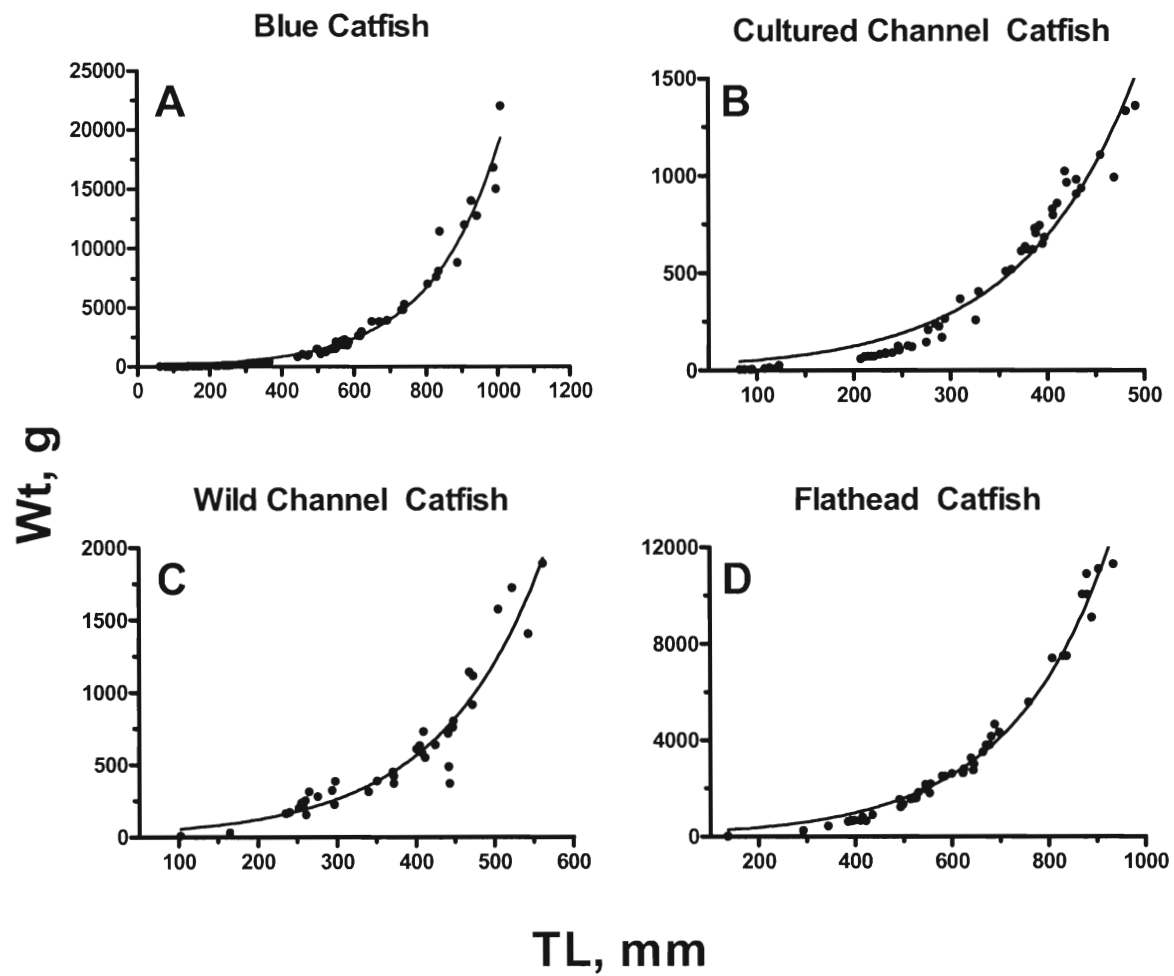 Blue Catfish
Cultured Channel Catfish
A
25000
20000
15000
10000
5000
0
0 200 400 600 800 1000 1200
B
1500
1000
500
0
100 200 300 400 500
Wt, g
Wild Channel Catfish
Flathead Catfish
C
2000
1500
1000
500
0
100 200 300 400 500 600
D
12000
8000
4000
0
200 400 600 800 1000
TL, mm